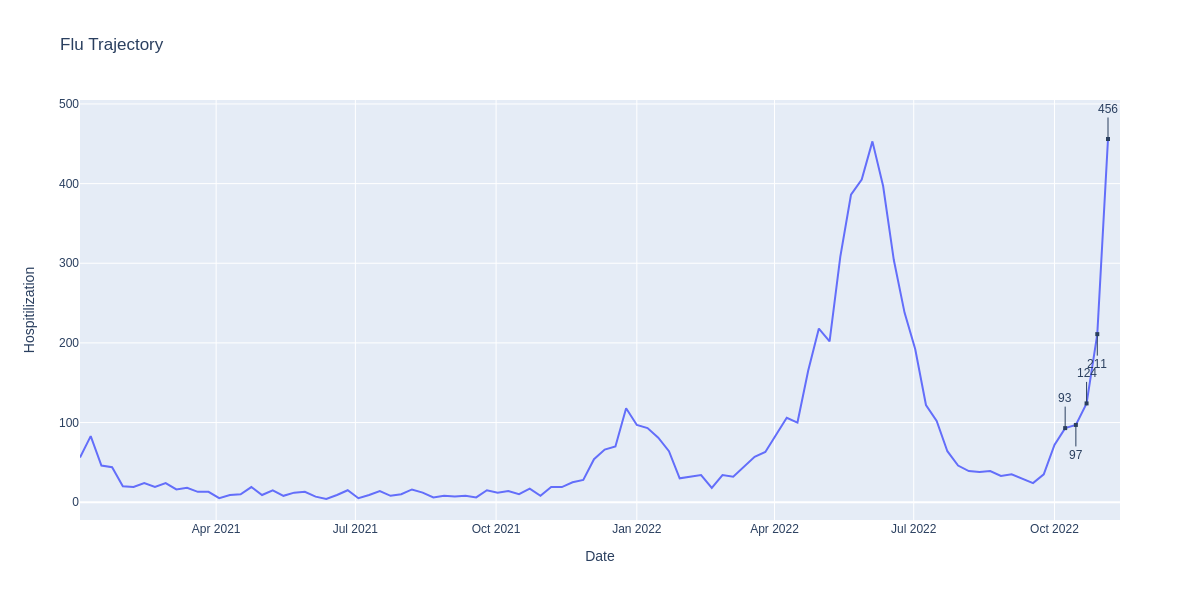 Flu Trajectory
500
400
300
200
100
0
Hospitilization
456
211
124
93
97
Apr 2021
Jul 2021
Oct 2021
Jan 2022
Apr 2022
Jul 2022
Oct 2022
Date